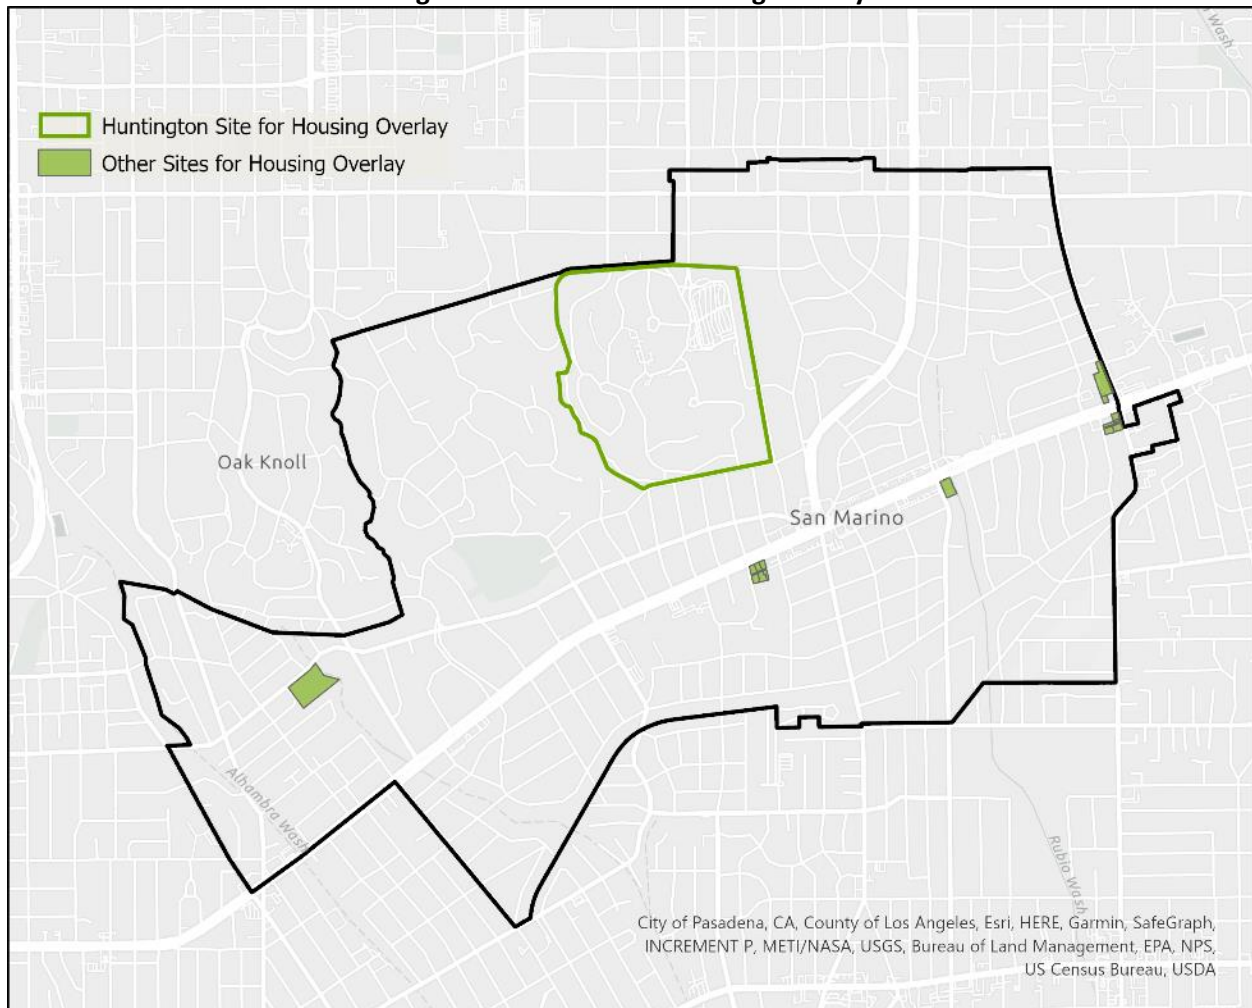 Huntington Site for Housing Overlay
Other Sites for Housing Overlay
Rubio Wash
Oak Knoll
San Marino
Alhambra Wash
Rubio Wash
City of Pasadena, CA, County of Los Angeles, Esri, HERE, Garmin, SafeGraph,
INCREMENT P, METI/NASA, USGS, Bureau of Land Management, EPA, NPS,
US Census Bureau, USDA